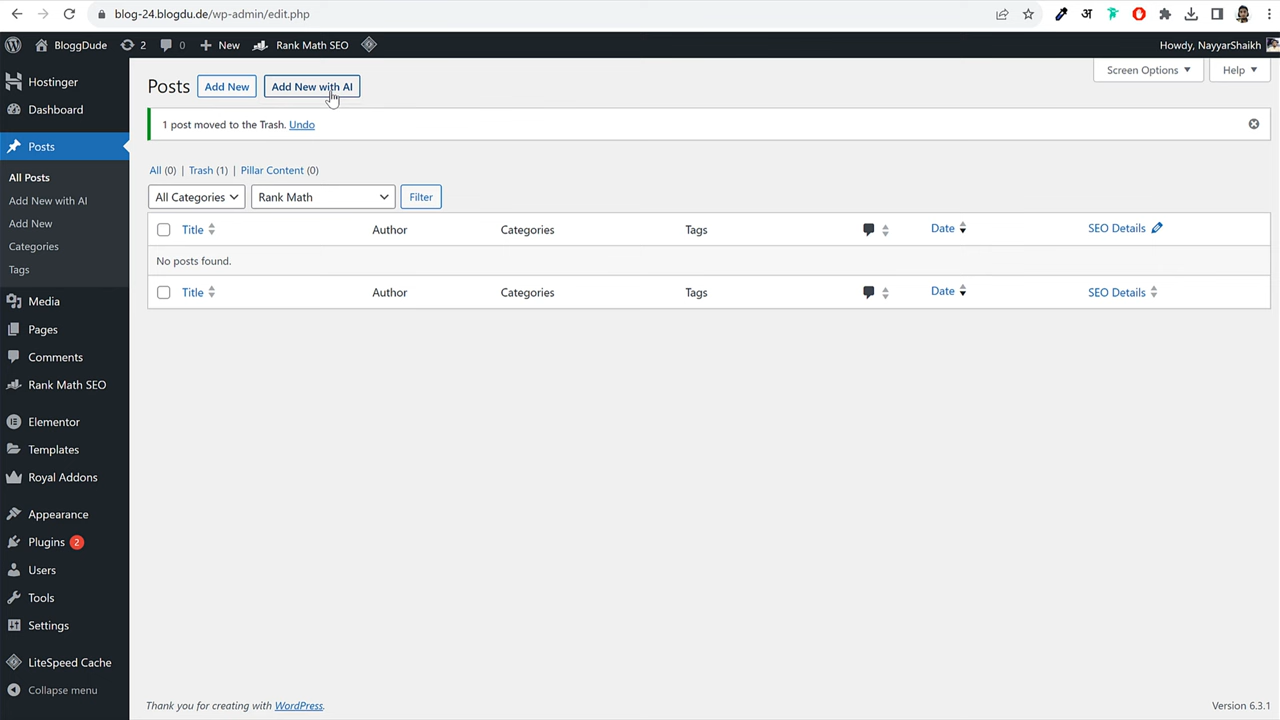 blog-24.blogdu.de/wp-admin/edit.php
अ
BloggDude 2 0 New Rank Math SEO Howdy, NayyarShaikh
Hostinger
Dashboard
Posts
All Posts
Add New with AI
Add New
Categories
Tags
Media
Pages
Comments
Rank Math SEO
Elementor
Templates
Royal Addons
Appearance
Plugins 2
Users
Tools
Settings
LiteSpeed Cache
Collapse menu
Screen Options Help
Posts Add New Add New with AI
1 post moved to the Trash. Undo
All (0) | Trash (1) | Pillar Content (0)
All Categories Rank Math Filter
Title Author Categories Tags Date SEO Details
No posts found.
Title Author Categories Tags Date SEO Details
Thank you for creating with WordPress. Version 6.3.1